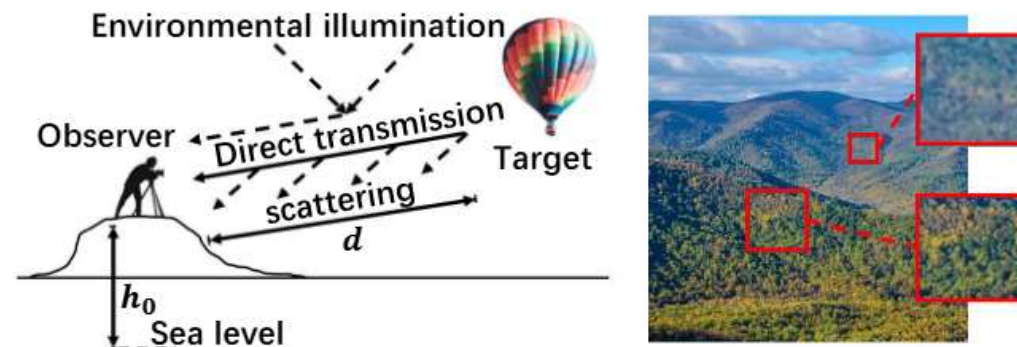 Environmental illumination
Observer
Direct transmission
Target
scattering
d
h₀
Sea level